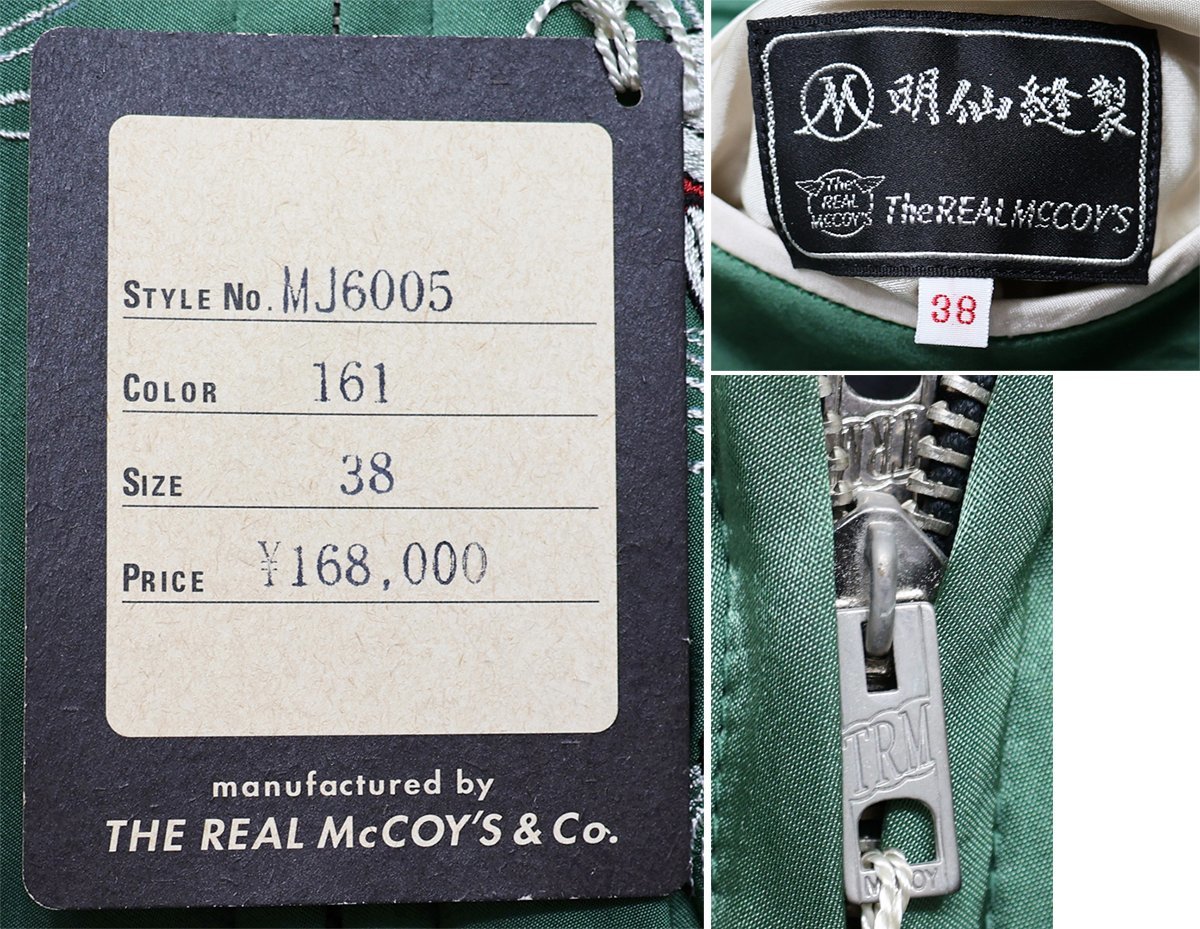 STYLE No. MJ6005
COLOR 161
SIZE 38
PRICE ¥168,000
manufactured by
THE REAL McCOY'S & Co.
M 明仙縫製
The
REAL
McCOY'S
The REAL McCOY'S
38
TRM